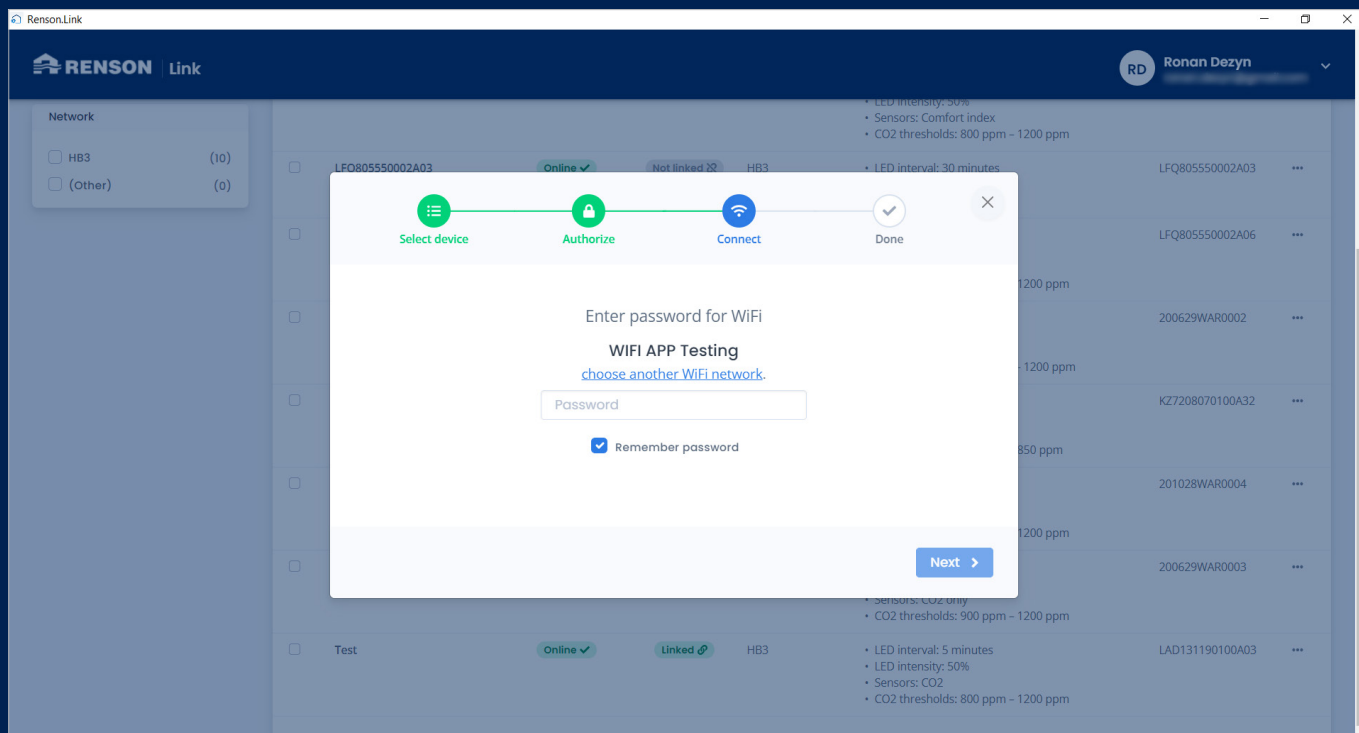 Renson.Link
RENSON Link
RD
Ronan Dezyn
Network
HB3 (10)
(Other) (0)
• LED intensity: 50%
• Sensors: Comfort index
• CO2 thresholds: 800 ppm – 1200 ppm
LFQ805550002A03 Online Not linked HB3 • LED interval: 30 minutes LFQ805550002A03 •••
Select device
Authorize
Connect
Done
LFQ805550002A06 •••
1200 ppm
Enter password for WiFi
WIFI APP Testing
choose another WiFi network.
Password
Remember password
Next
200629WAR0002 •••
- 1200 ppm
KZ7208070100A32 •••
850 ppm
201028WAR0004 •••
1200 ppm
200629WAR0003 •••
• Sensors: CO2 only
• CO2 thresholds: 900 ppm – 1200 ppm
Test Online Linked HB3 • LED interval: 5 minutes LAD131190100A03 •••
• LED intensity: 50%
• Sensors: CO2
• CO2 thresholds: 800 ppm – 1200 ppm